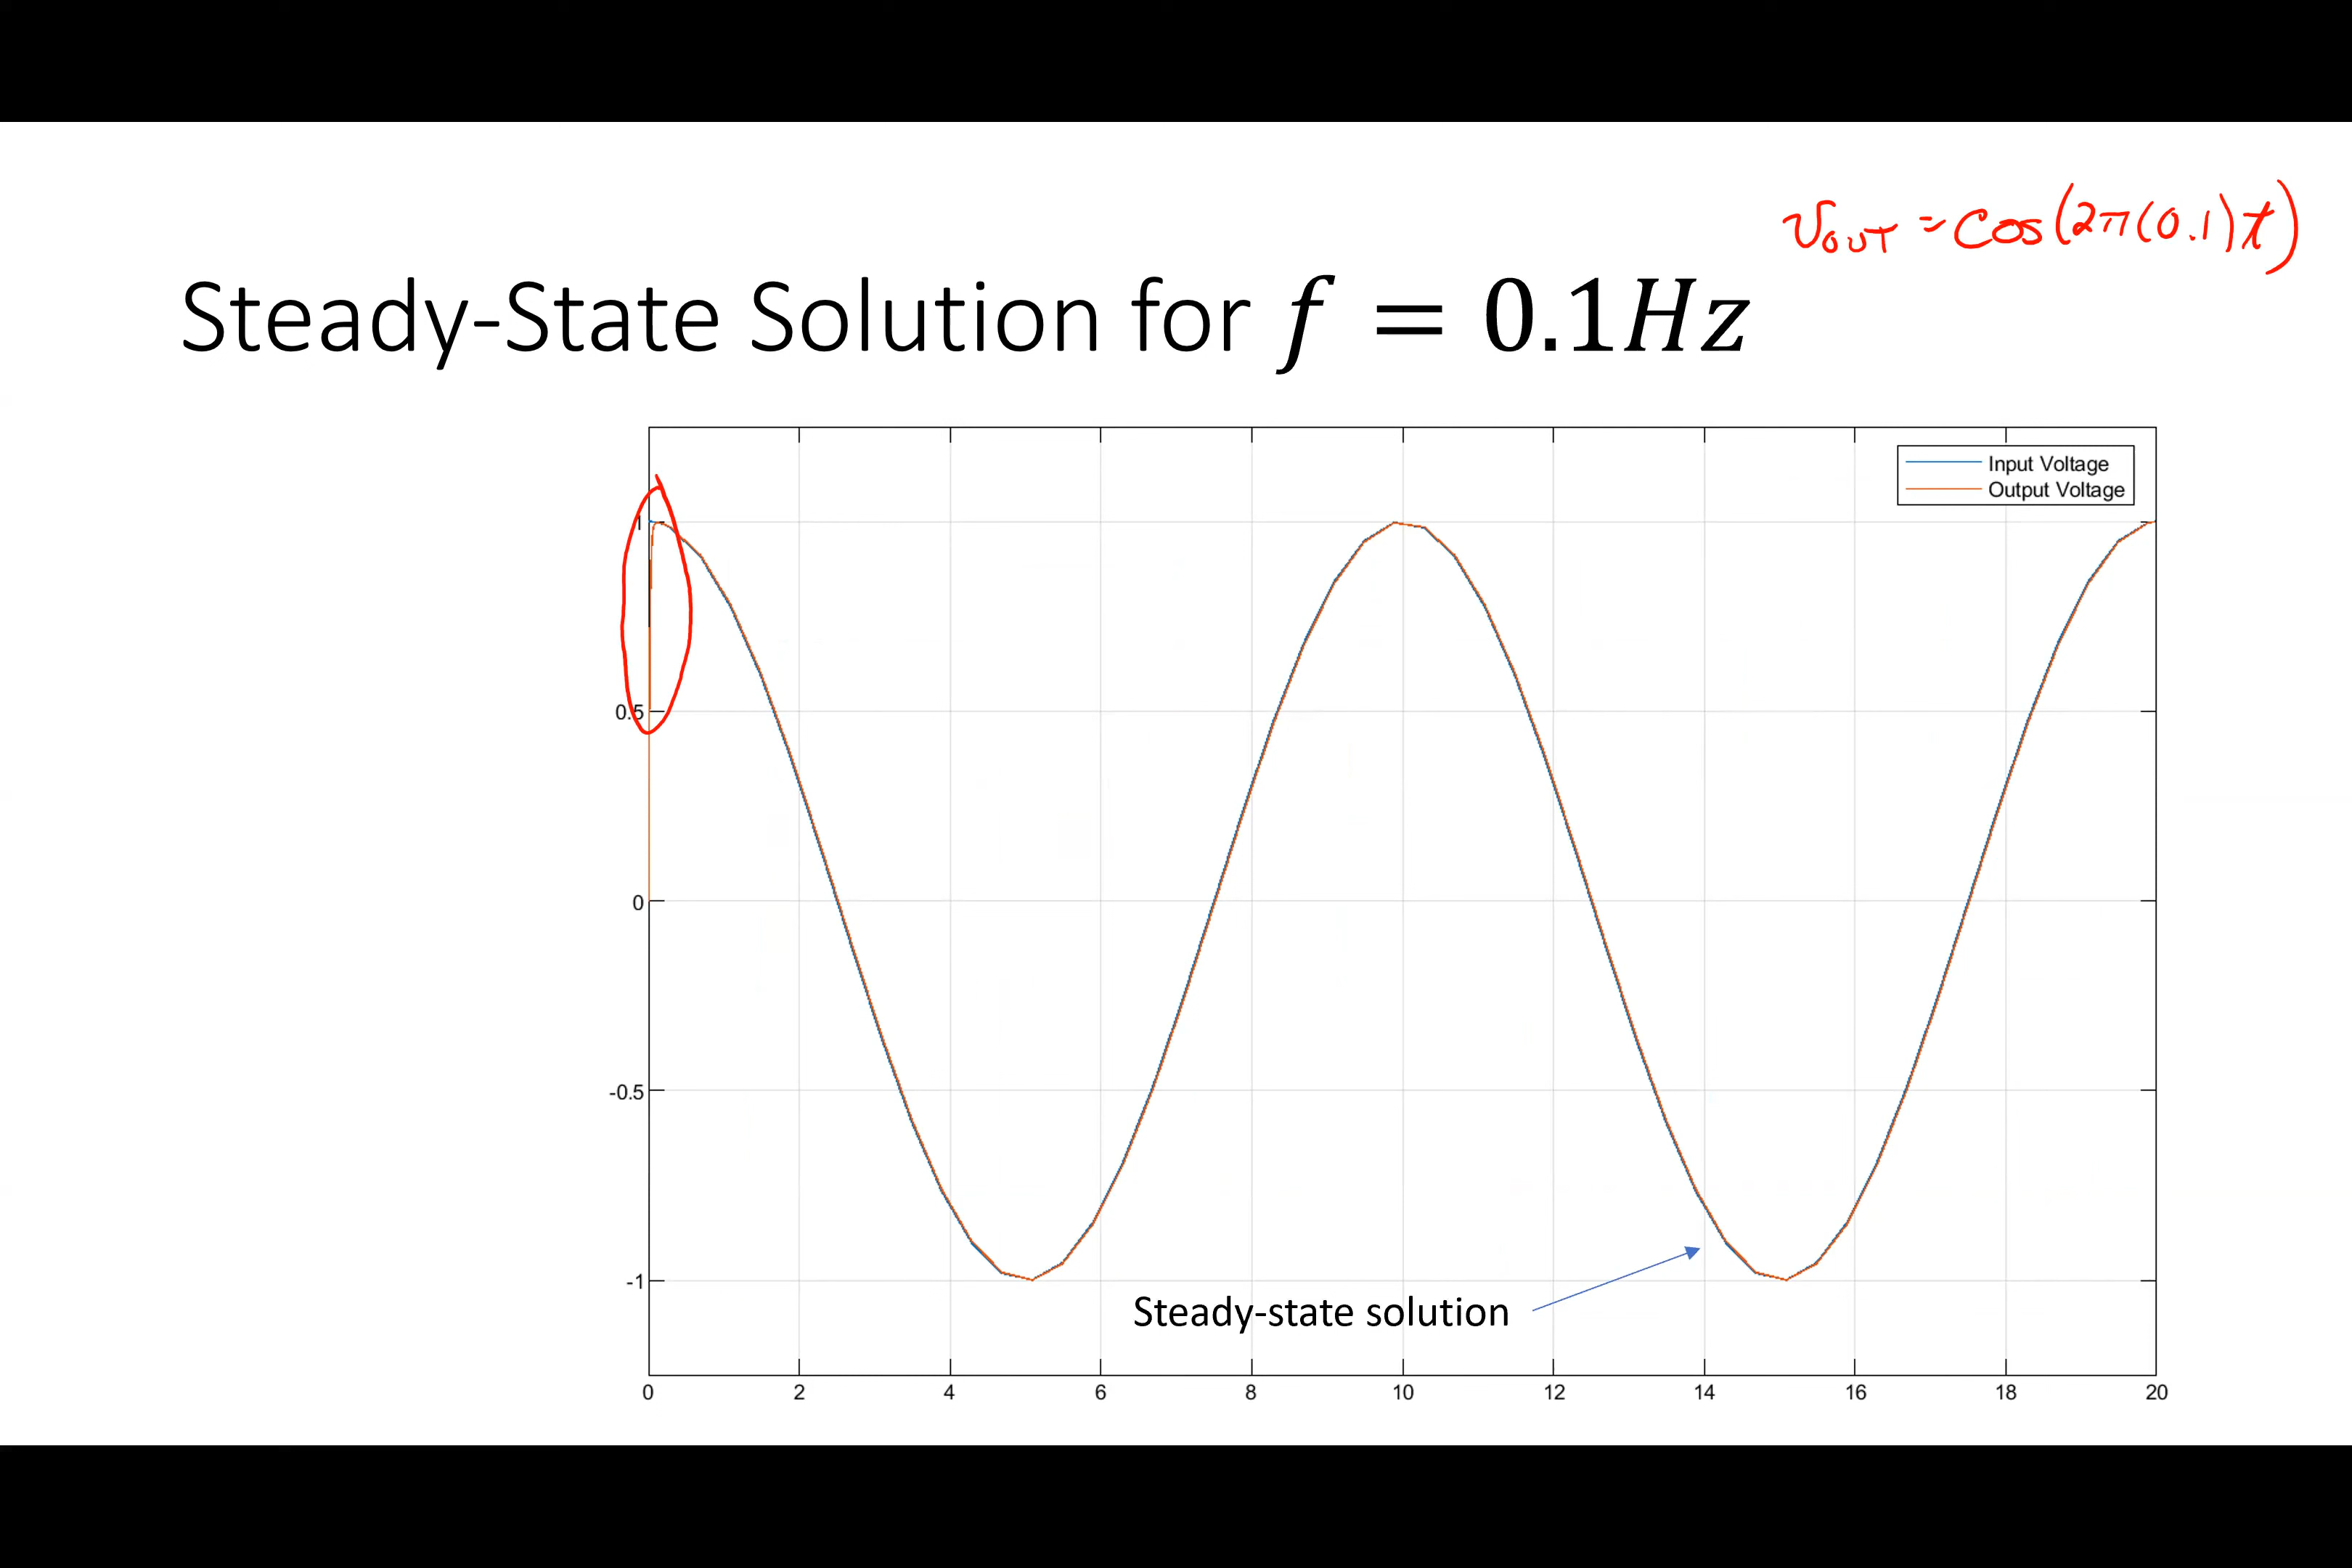 v_OUT = cos(2π(0.1)t)
Steady-State Solution for f = 0.1Hz
Input Voltage
Output Voltage
1
0.5
0
-0.5
-1
Steady-state solution
0 2 4 6 8 10 12 14 16 18 20